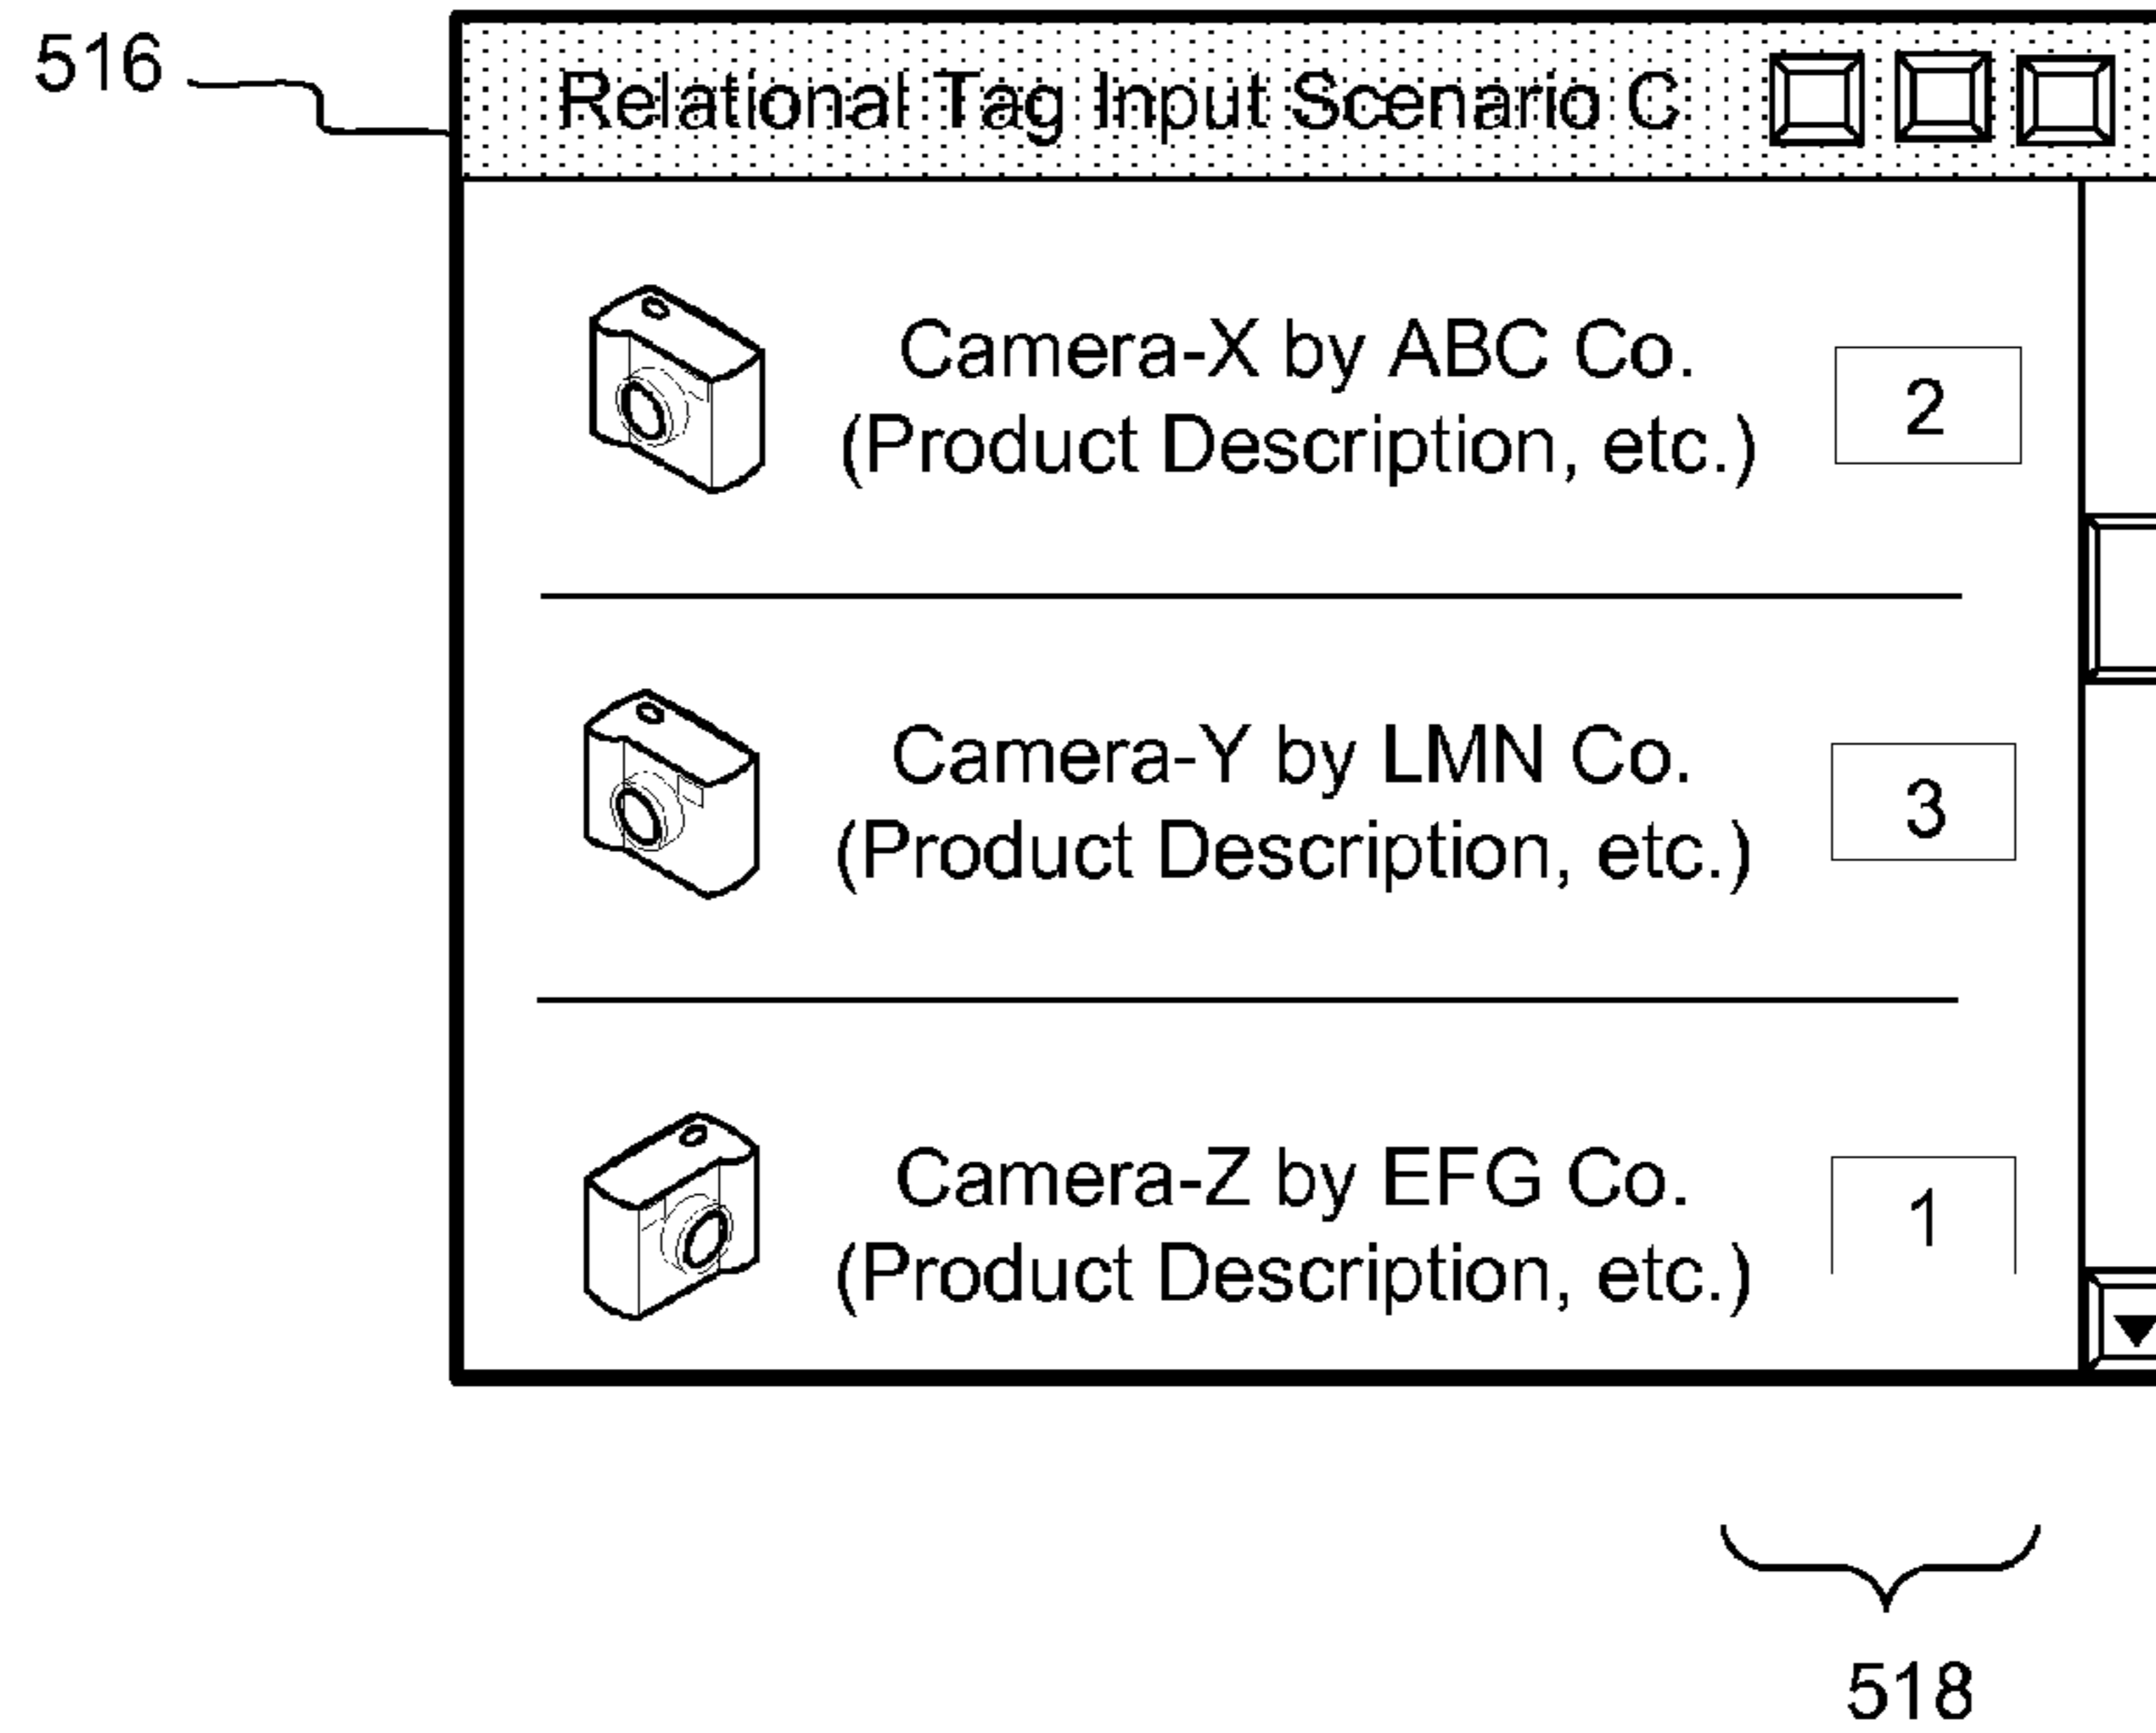 516
Relational Tag Input Scenario C
Camera-X by ABC Co.
(Product Description, etc.)
2
Camera-Y by LMN Co.
(Product Description, etc.)
3
Camera-Z by EFG Co.
(Product Description, etc.)
1
518